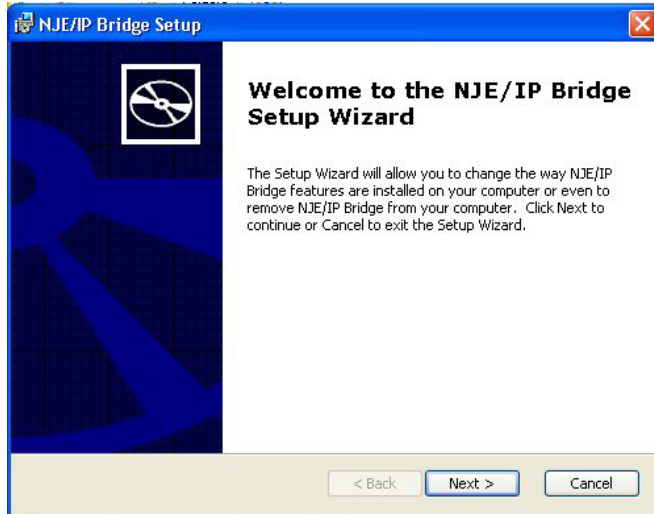 NJE/IP Bridge Setup
Welcome to the NJE/IP Bridge
Setup Wizard
The Setup Wizard will allow you to change the way NJE/IP
Bridge features are installed on your computer or even to
remove NJE/IP Bridge from your computer. Click Next to
continue or Cancel to exit the Setup Wizard.
< Back Next > Cancel